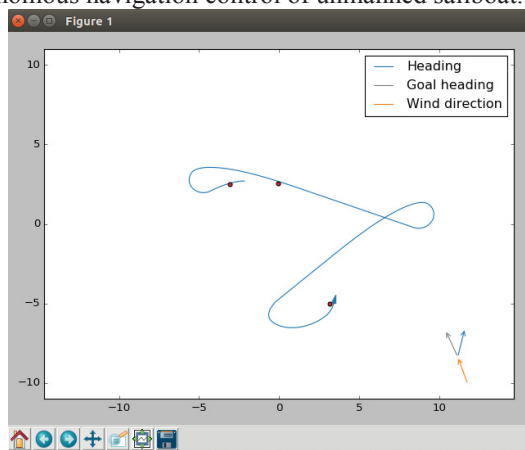 navigation control of unmanned sailboat.
Figure 1
Heading
Goal heading
Wind direction
10
5
0
−5
−10
−10
−5
0
5
10